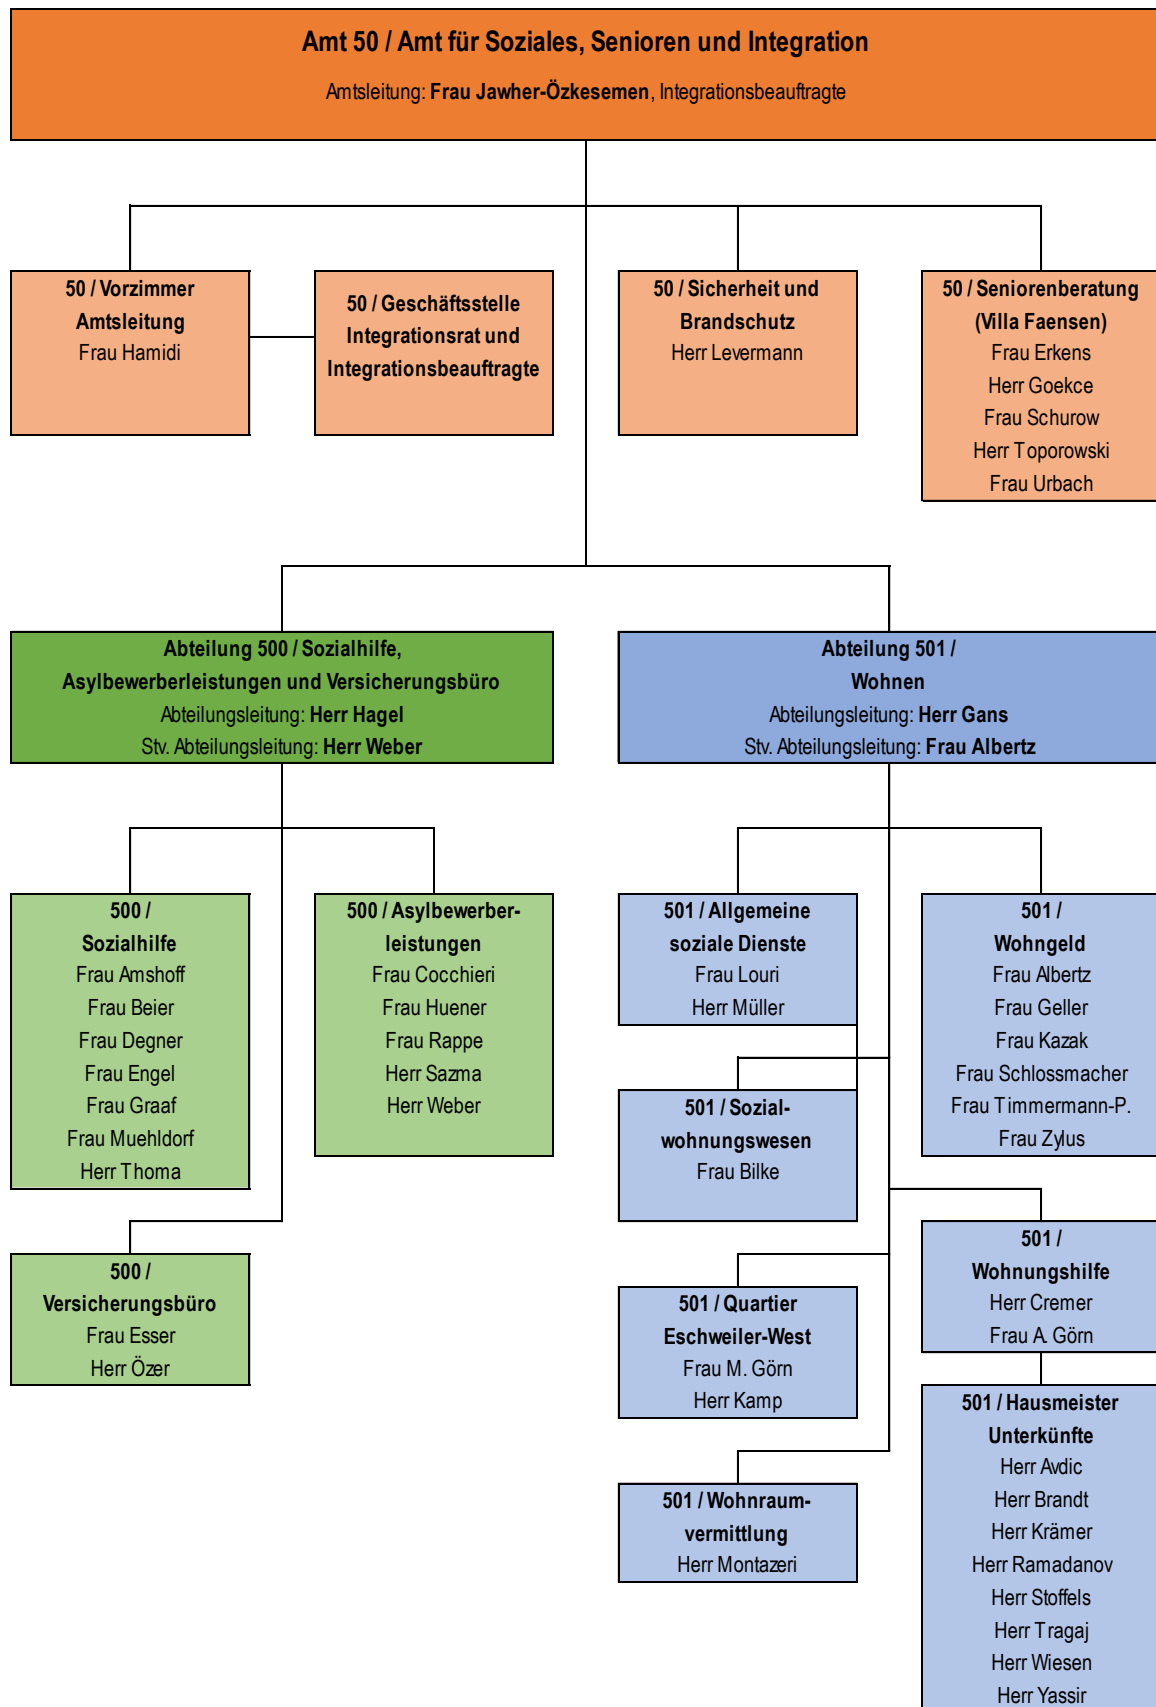 Amt 50 / Amt für Soziales, Senioren und Integration
Amtsleitung: Frau Jawher-Özkesemen, Integrationsbeauftragte
50 / Vorzimmer
Amtsleitung
Frau Hamidi
50 / Geschäftsstelle
Integrationsrat und
Integrationsbeauftragte
50 / Sicherheit und
Brandschutz
Herr Levermann
50 / Seniorenberatung
(Villa Faensen)
Frau Erkens
Herr Goekce
Frau Schurow
Herr Toporowski
Frau Urbach
Abteilung 500 / Sozialhilfe,
Asylbewerberleistungen und Versicherungsbüro
Abteilungsleitung: Herr Hagel
Stv. Abteilungsleitung: Herr Weber
Abteilung 501 /
Wohnen
Abteilungsleitung: Herr Gans
Stv. Abteilungsleitung: Frau Albertz
500 /
Sozialhilfe
Frau Amshoff
Frau Beier
Frau Degner
Frau Engel
Frau Graaf
Frau Muehldorf
Herr Thoma
500 / Asylbewerber-
leistungen
Frau Cocchieri
Frau Huener
Frau Rappe
Herr Sazma
Herr Weber
500 /
Versicherungsbüro
Frau Esser
Herr Özer
501 / Allgemeine
soziale Dienste
Frau Louri
Herr Müller
501 / Sozial-
wohnungswesen
Frau Bilke
501 / Quartier
Eschweiler-West
Frau M. Görn
Herr Kamp
501 / Wohnraum-
vermittlung
Herr Montazeri
501 /
Wohngeld
Frau Albertz
Frau Geller
Frau Kazak
Frau Schlossmacher
Frau Timmermann-P.
Frau Zylus
501 /
Wohnungshilfe
Herr Cremer
Frau A. Görn
501 / Hausmeister
Unterkünfte
Herr Avdic
Herr Brandt
Herr Krämer
Herr Ramadanov
Herr Stoffels
Herr Tragaj
Herr Wiesen
Herr Yassir